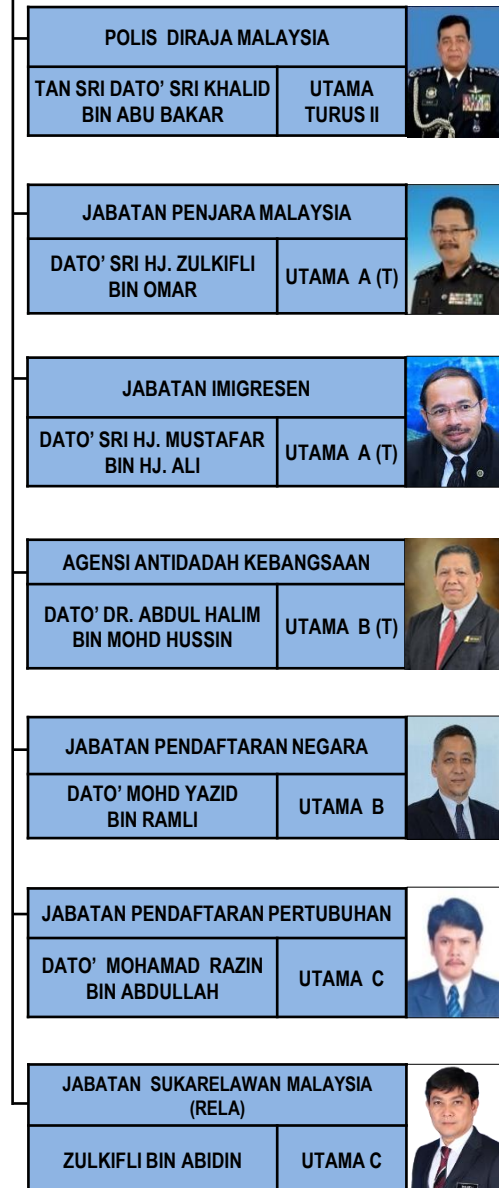 POLIS DIRAJA MALAYSIA
TAN SRI DATO’ SRI KHALID
BIN ABU BAKAR
UTAMA
TURUS II
JABATAN PENJARA MALAYSIA
DATO’ SRI HJ. ZULKIFLI
BIN OMAR
UTAMA A (T)
JABATAN IMIGRESEN
DATO’ SRI HJ. MUSTAFAR
BIN HJ. ALI
UTAMA A (T)
AGENSI ANTIDADAH KEBANGSAAN
DATO’ DR. ABDUL HALIM
BIN MOHD HUSSIN
UTAMA B (T)
JABATAN PENDAFTARAN NEGARA
DATO’ MOHD YAZID
BIN RAMLI
UTAMA B
JABATAN PENDAFTARAN PERTUBUHAN
DATO’ MOHAMAD RAZIN
BIN ABDULLAH
UTAMA C
JABATAN SUKARELAWAN MALAYSIA
(RELA)
ZULKIFLI BIN ABIDIN
UTAMA C